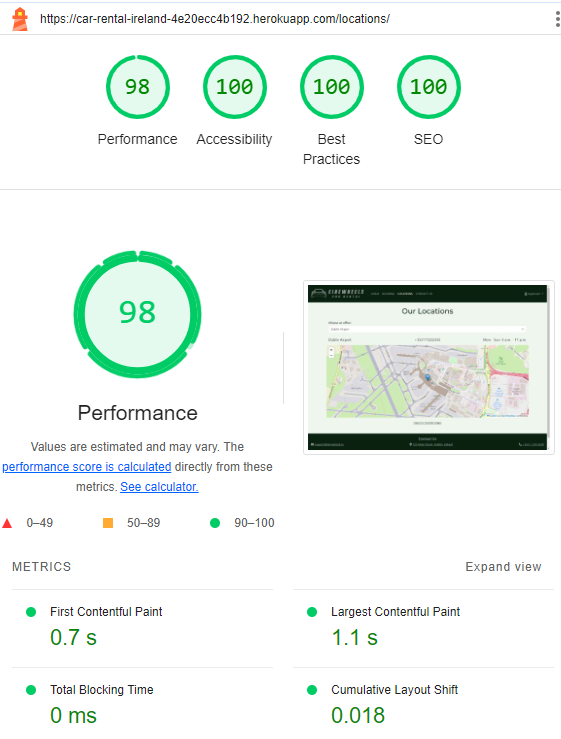 https://car-rental-ireland-4e20ecc4b192.herokuapp.com/locations/
98 100 100 100
Performance Accessibility Best Practices SEO
98
Performance
Values are estimated and may vary. The
performance score is calculated directly from these
metrics. See calculator.
0–49 50–89 90–100
Our Locations
METRICS Expand view
First Contentful Paint
0.7 s
Largest Contentful Paint
1.1 s
Total Blocking Time
0 ms
Cumulative Layout Shift
0.018